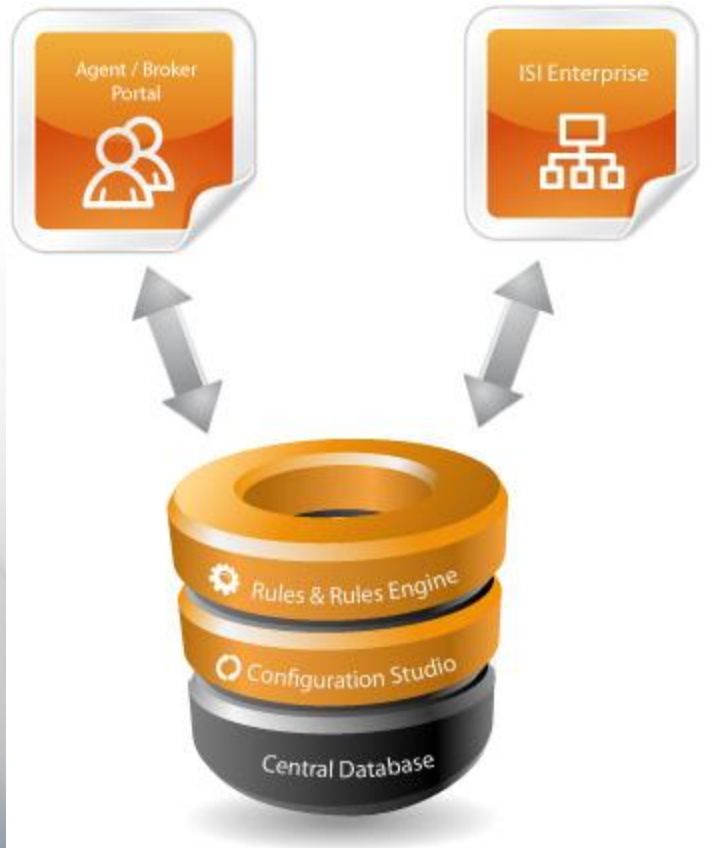 Agent / Broker
Portal
ISI Enterprise
Rules & Rules Engine
Configuration Studio
Central Database